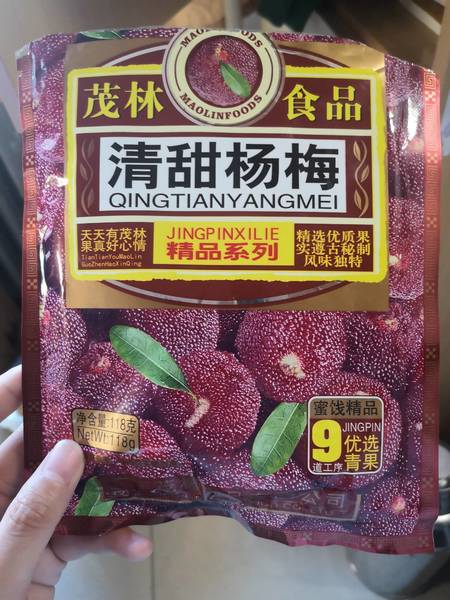 MAOLINFOODS
MAOLINFOODS
茂林 食品
清甜杨梅
QINGTIANYANGMEI
天天有茂林
果真好心情
TianTianYouMaoLin
GuoZhenHaoXinQing
JINGPINXILIE
精品系列
精选优质果
实遵古秘制
风味独特
净含量:118克
NetWt:118g
蜜饯精品
9
道工序
JINGPIN
优选
青果